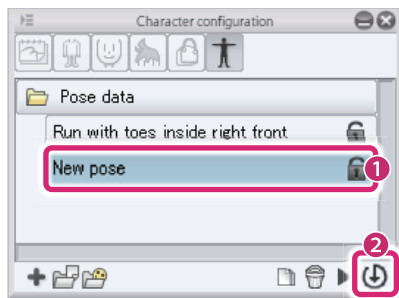 Character configuration
Pose data
Run with toes inside right front
New pose
1
2